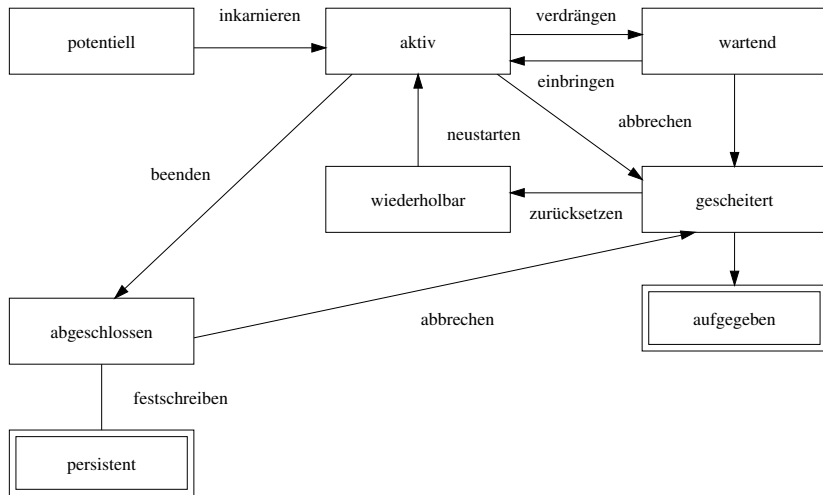 inkarnieren
verdrängen
potentiell
aktiv
wartend
einbringen
abbrechen
neustarten
beenden
wiederholbar
gescheitert
zurücksetzen
abgeschlossen
abbrechen
aufgegeben
festschreiben
persistent